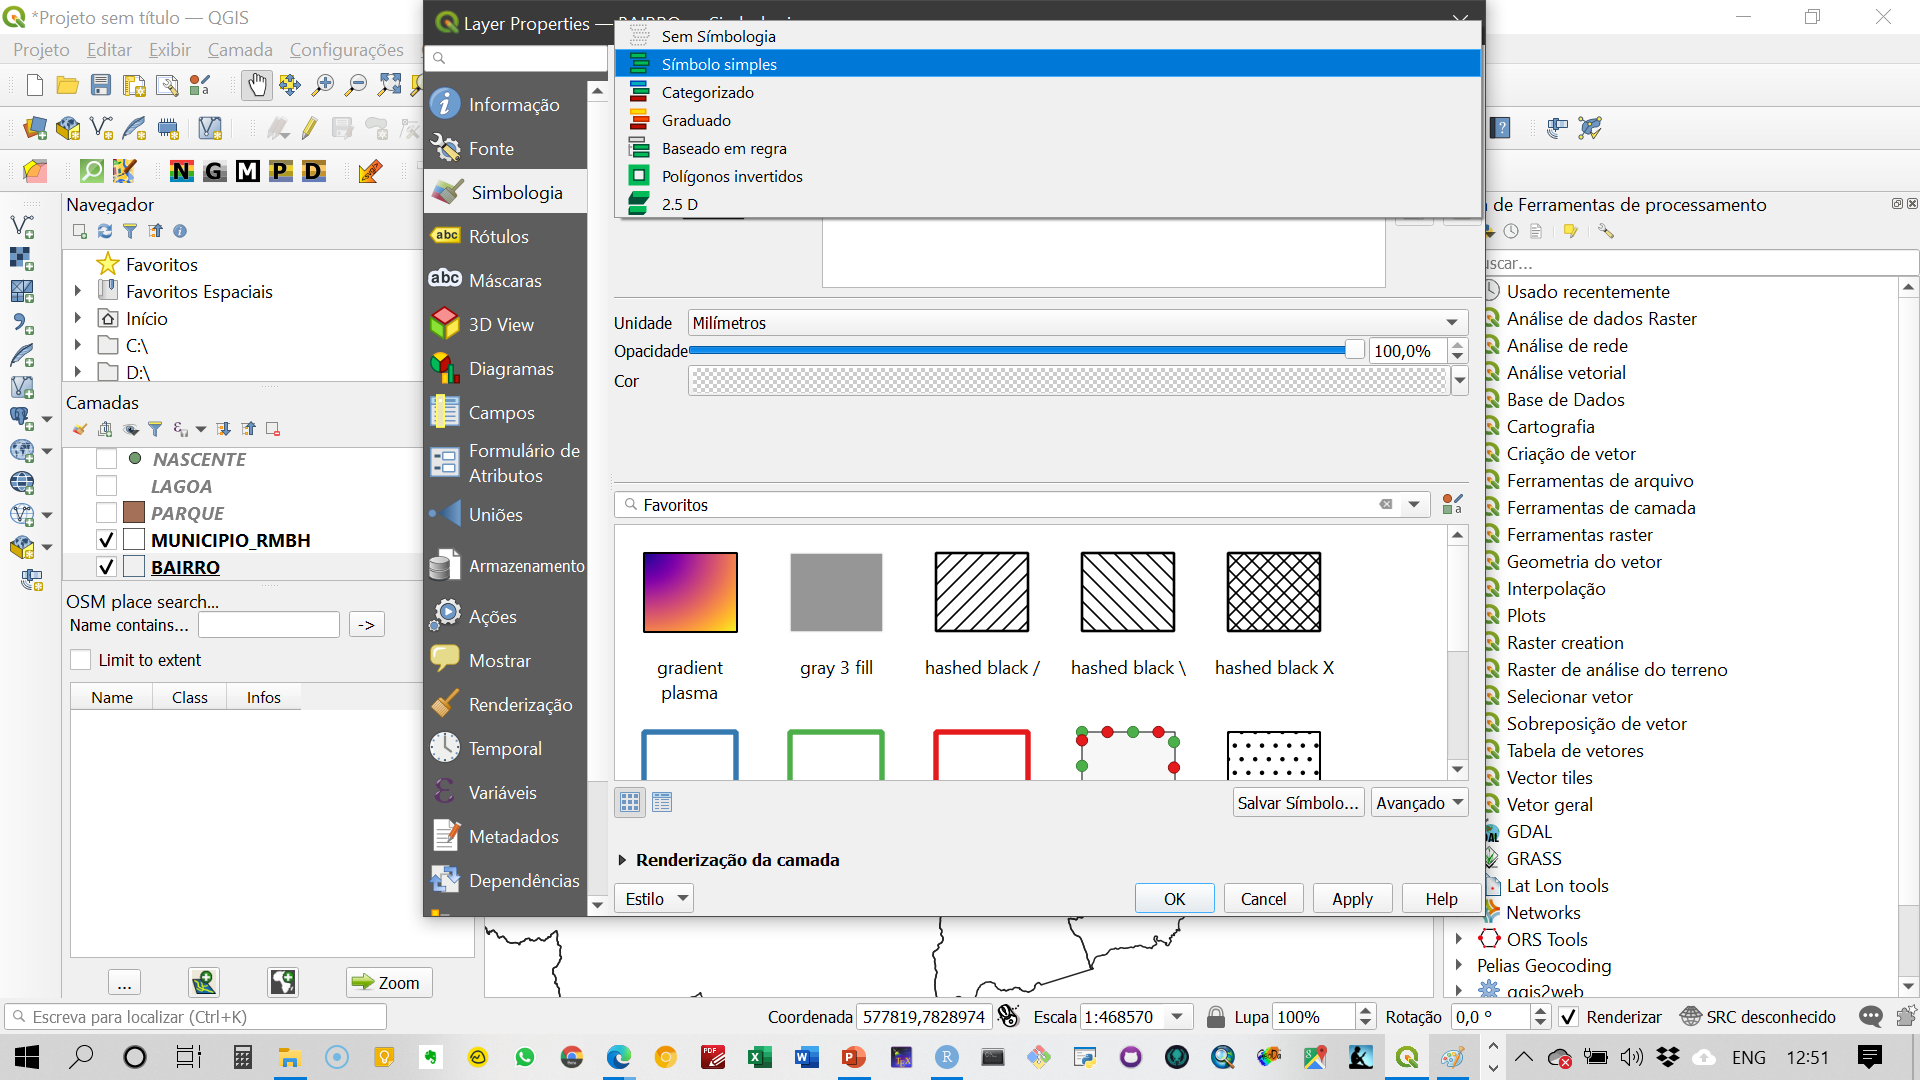 *Projeto sem título — QGIS
Projeto Editar Exibir Camada Configurações
N G M P D
Navegador
Favoritos
Favoritos Espaciais
Início
C:\
D:\
Camadas
NASCENTE
LAGOA
PARQUE
MUNICIPIO_RMBH
BAIRRO
OSM place search...
Name contains...
->
Limit to extent
Name Class Infos
...
Zoom
Layer Properties —
Informação
Fonte
Simbologia
Rótulos
Máscaras
3D View
Diagramas
Campos
Formulário de
Atributos
Uniões
Armazenamento
Ações
Mostrar
Renderização
Temporal
Variáveis
Metadados
Dependências
Sem Símbologia
Símbolo simples
Categorizado
Graduado
Baseado em regra
Polígonos invertidos
2.5 D
Unidade Milímetros
Opacidade 100,0%
Cor
Favoritos
gradient
plasma
gray 3 fill
hashed black /
hashed black \
hashed black X
Salvar Símbolo... Avançado
Renderização da camada
Estilo OK Cancel Apply Help
de Ferramentas de processamento
uscar...
Usado recentemente
Análise de dados Raster
Análise de rede
Análise vetorial
Base de Dados
Cartografia
Criação de vetor
Ferramentas de arquivo
Ferramentas de camada
Ferramentas raster
Geometria do vetor
Interpolação
Plots
Raster creation
Raster de análise do terreno
Selecionar vetor
Sobreposição de vetor
Tabela de vetores
Vector tiles
Vetor geral
GDAL
GRASS
Lat Lon tools
Networks
ORS Tools
Pelias Geocoding
qgis2web
Escreva para localizar (Ctrl+K) Coordenada 577819,7828974 Escala 1:468570 Lupa 100% Rotação 0,0 ° Renderizar SRC desconhecido
ENG 12:51